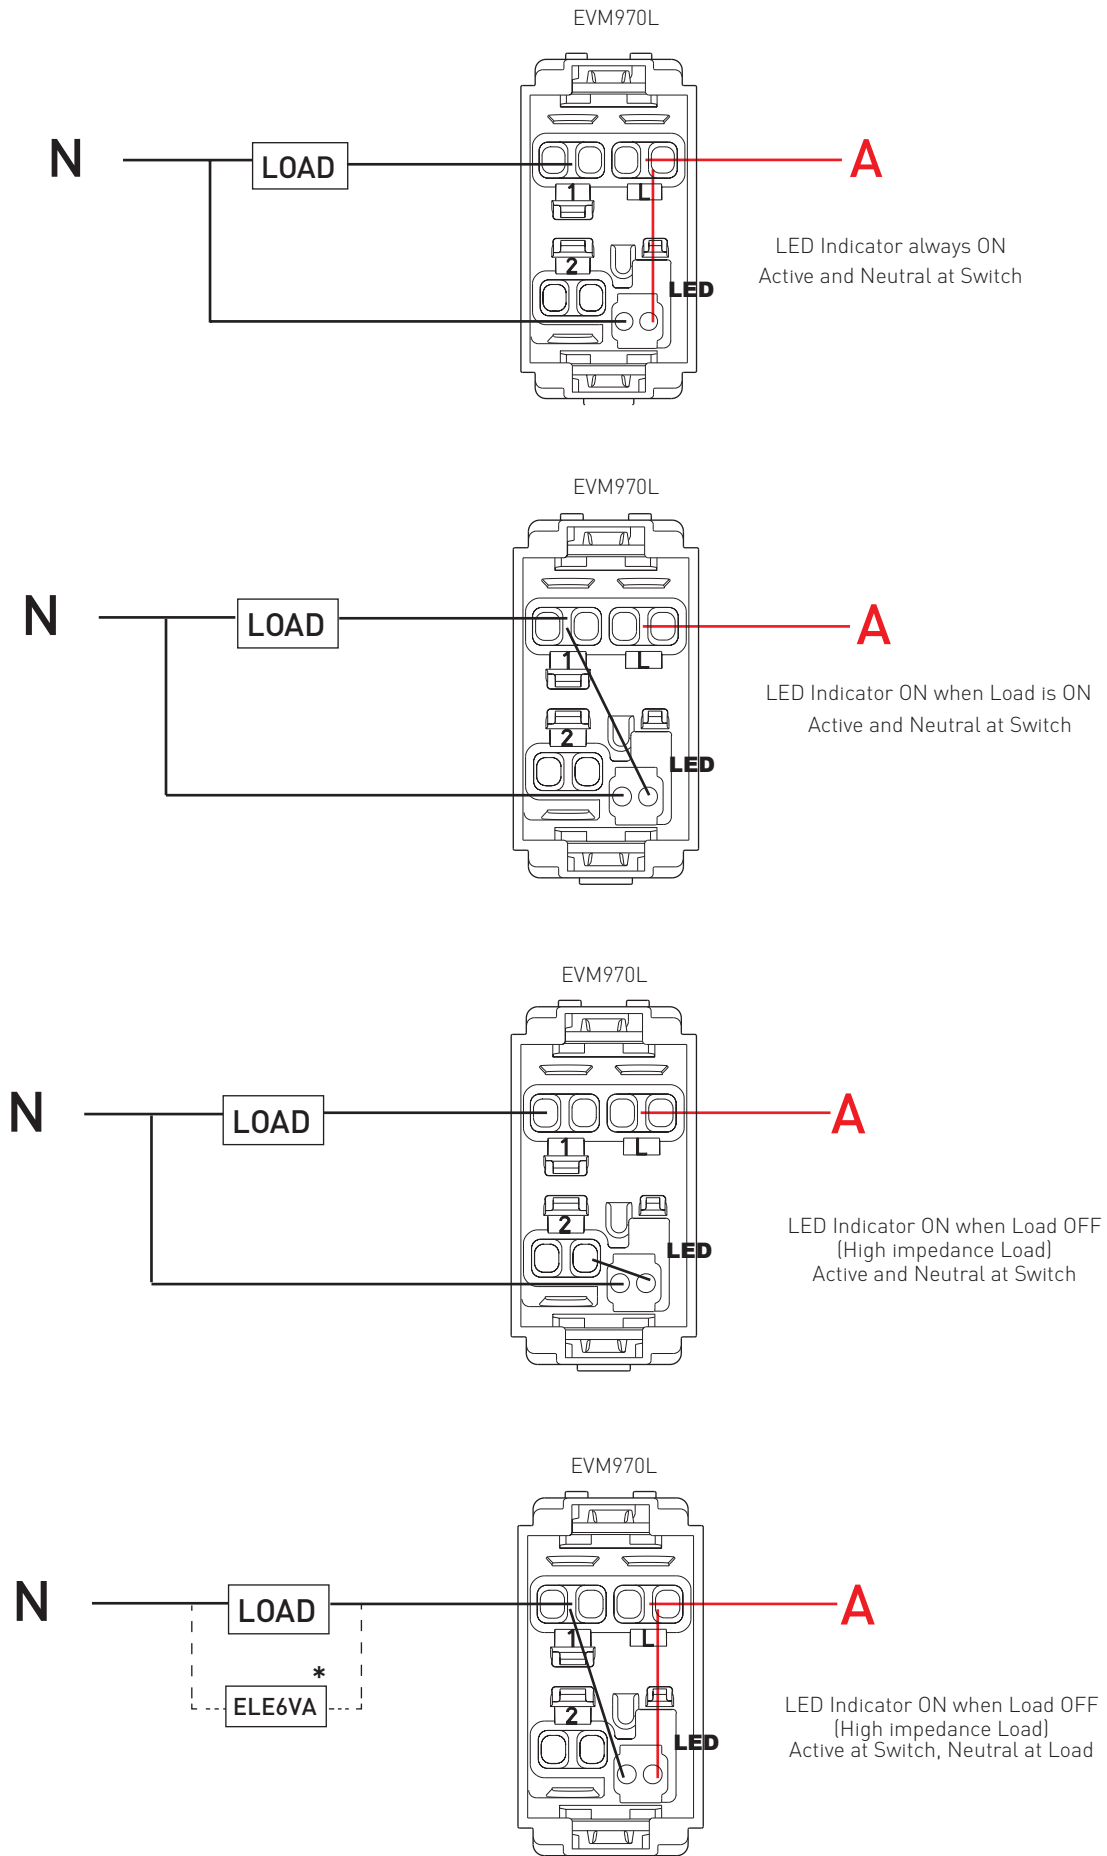 EVM970L
N
LOAD
A
1
L
LED Indicator always ON
Active and Neutral at Switch
2
LED
EVM970L
N
LOAD
A
1
L
LED Indicator ON when Load is ON
Active and Neutral at Switch
2
LED
EVM970L
N
LOAD
A
1
L
2
LED Indicator ON when Load OFF
(High impedance Load)
Active and Neutral at Switch
LED
EVM970L
N
LOAD
A
1
L
*
ELE6VA
2
LED Indicator ON when Load OFF
(High impedance Load)
Active at Switch, Neutral at Load
LED